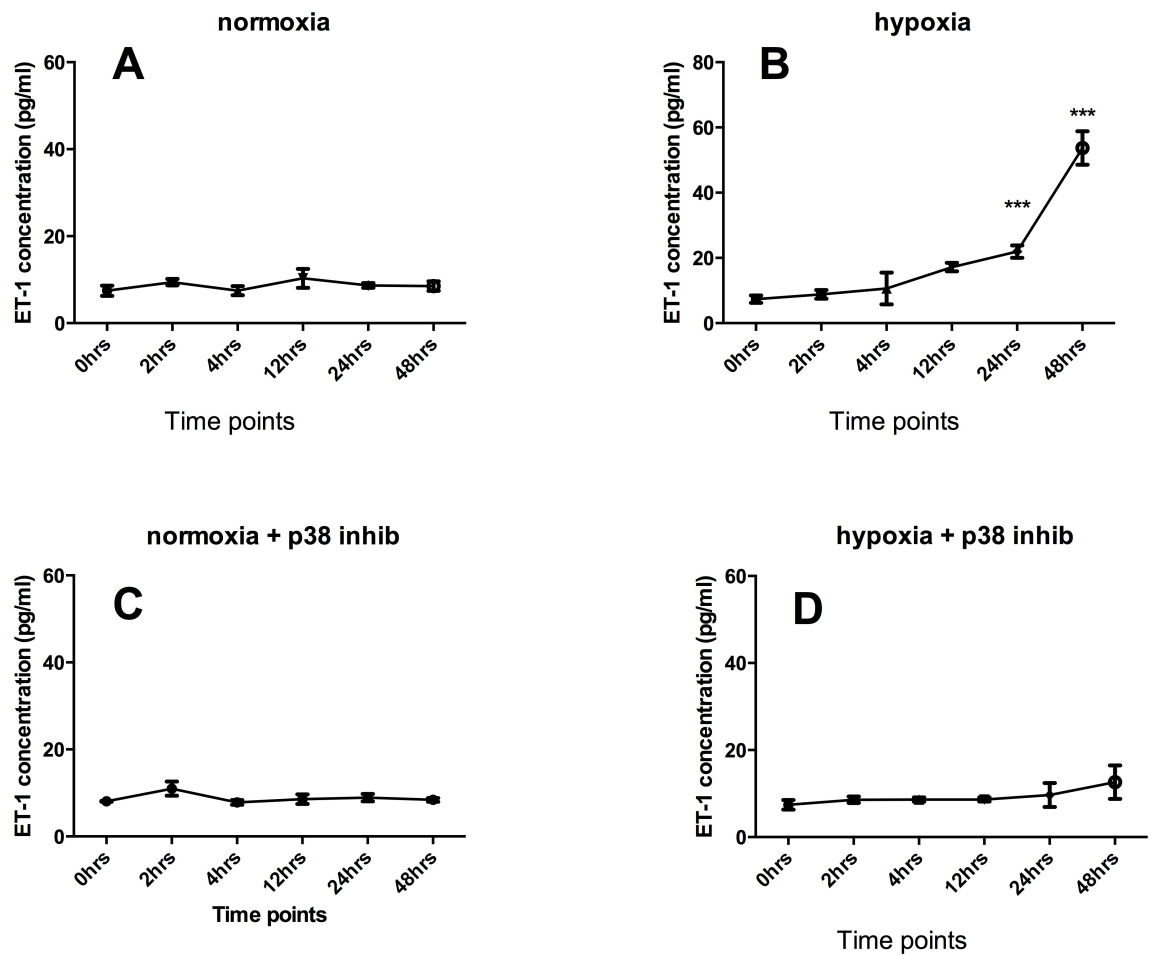 normoxia
A
ET-1 concentration (pg/ml)
60
40
20
0
0hrs
2hrs
4hrs
12hrs
24hrs
48hrs
Time points
hypoxia
B
ET-1 concentration (pg/ml)
80
60
40
20
0
***
***
0hrs
2hrs
4hrs
12hrs
24hrs
48hrs
Time points
normoxia + p38 inhib
C
ET-1 concentration (pg/ml)
60
40
20
0
0hrs
2hrs
4hrs
12hrs
24hrs
48hrs
Time points
hypoxia + p38 inhib
D
ET-1 concentration (pg/ml)
60
40
20
0
0hrs
2hrs
4hrs
12hrs
24hrs
48hrs
Time points